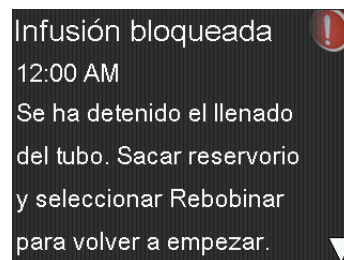 Infusión bloqueada
12:00 AM
Se ha detenido el llenado
del tubo. Sacar reservorio
y seleccionar Rebobinar
para volver a empezar.